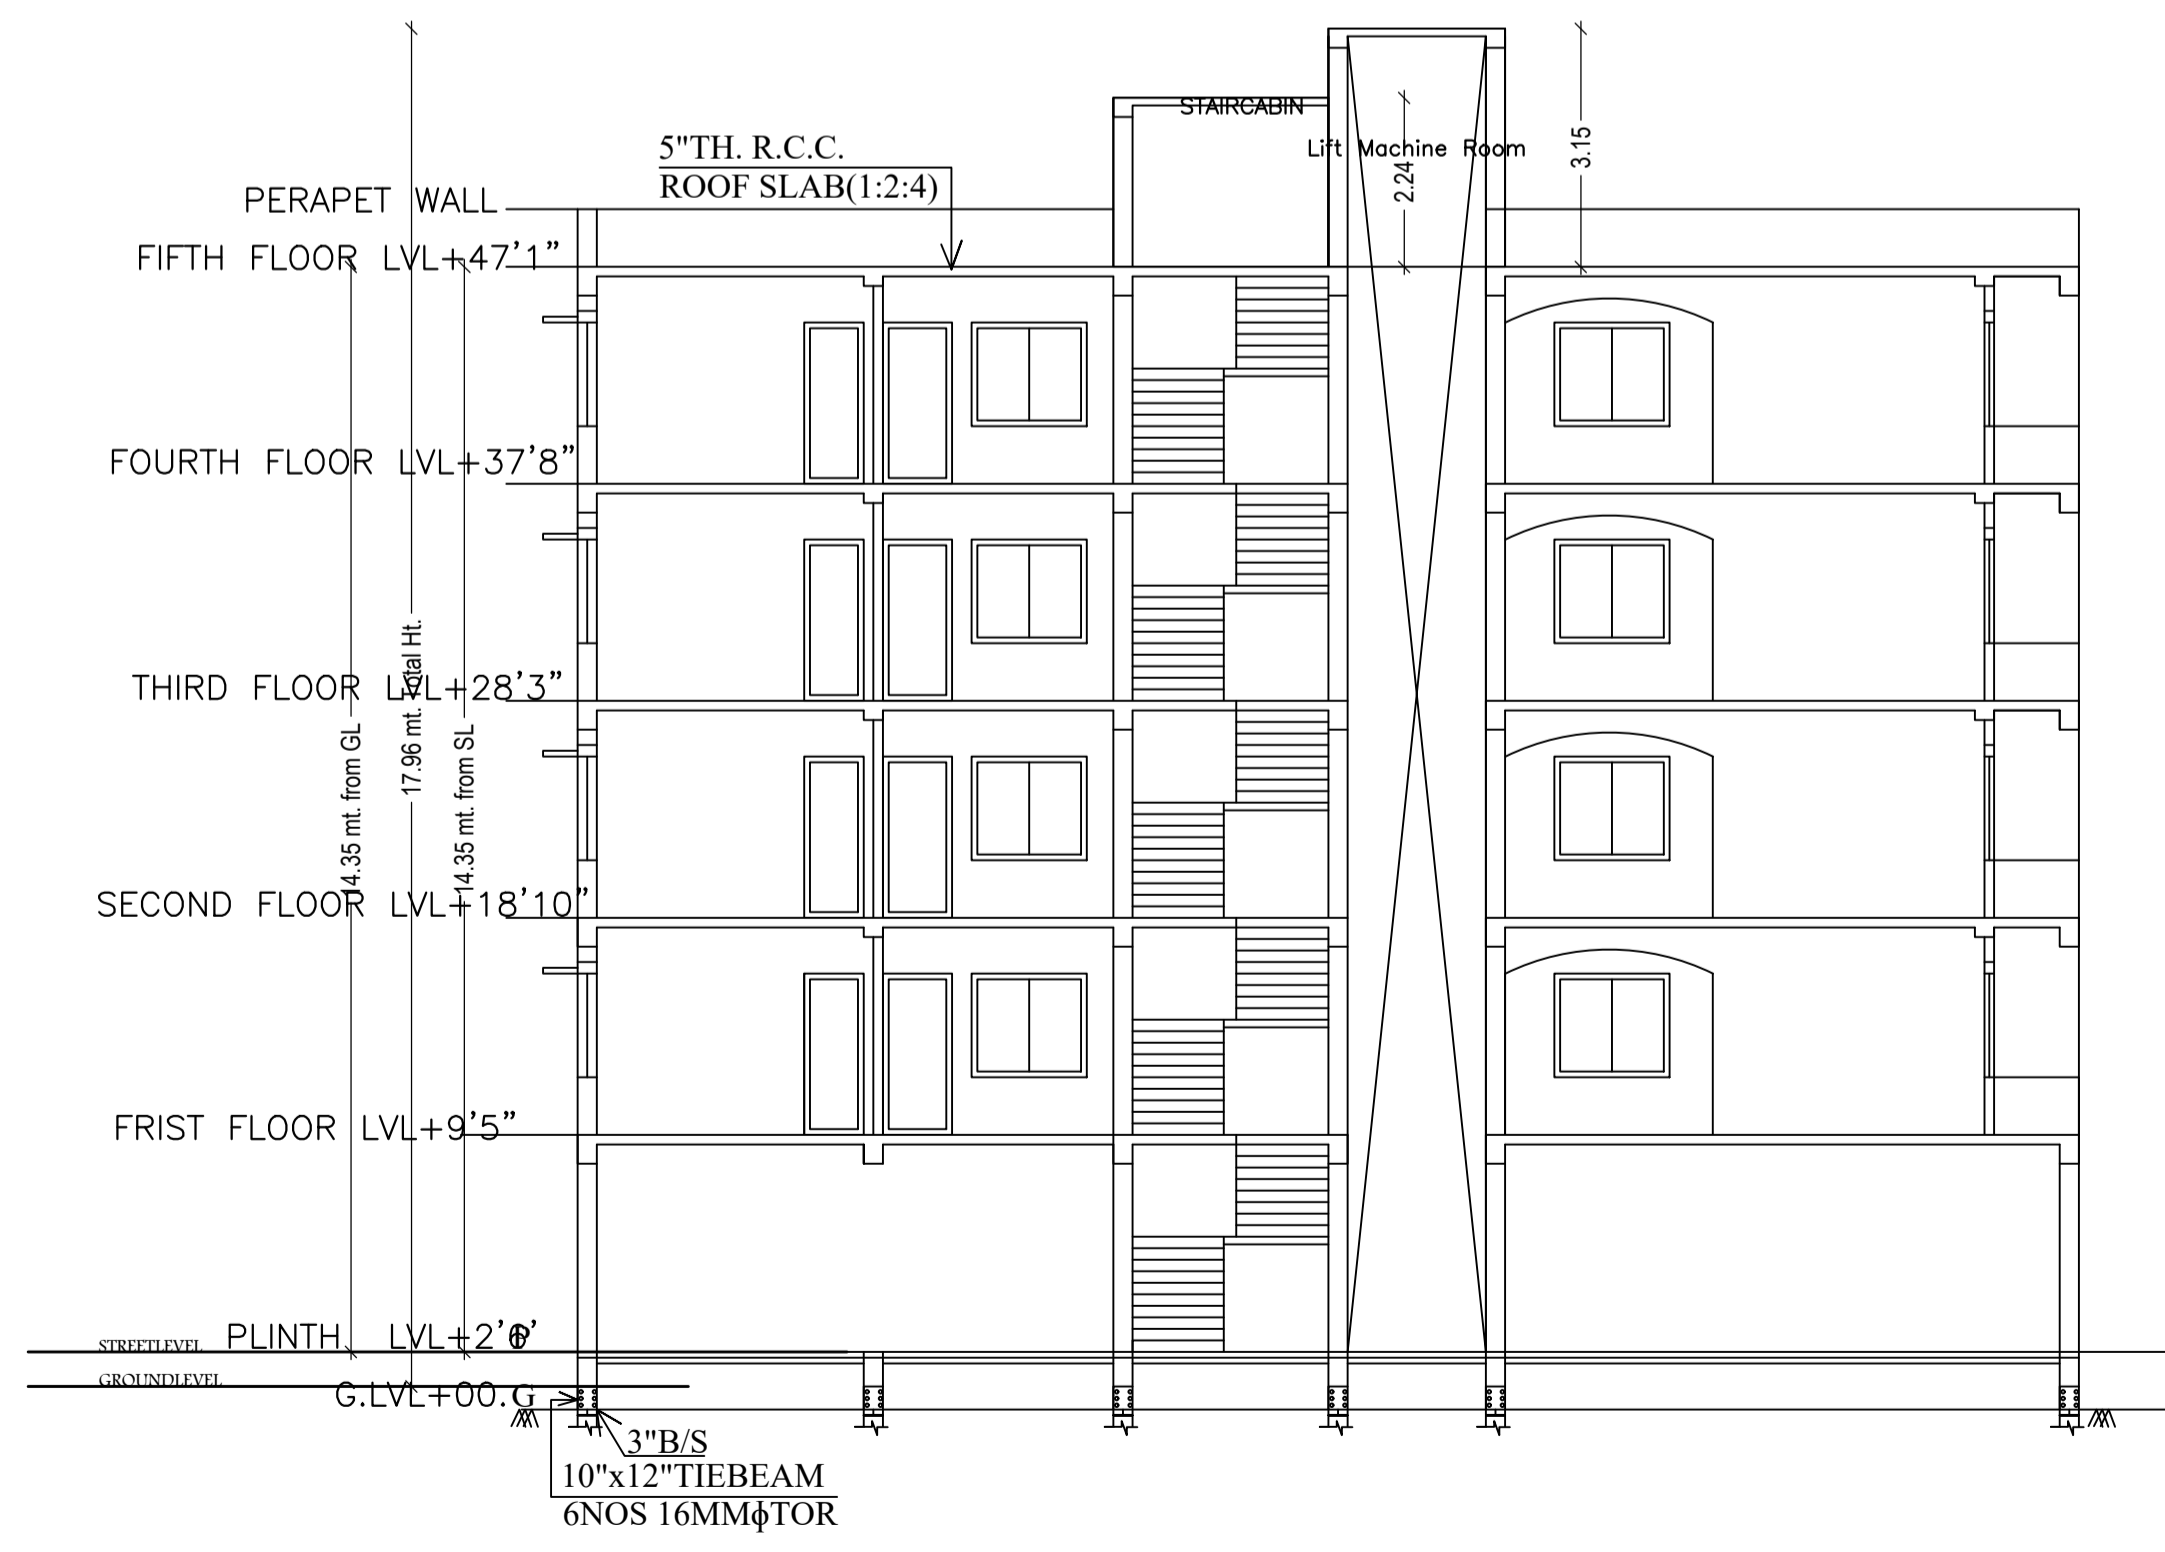 STAIRCABIN
Lift Machine Room
2.24
3.15
5"TH. R.C.C.
ROOF SLAB(1:2:4)
PERAPET WALL
FIFTH FLOOR LVL+47'1"
FOURTH FLOOR LVL+37'8"
THIRD FLOOR LVL+28'3"
14.35 mt. from GL
17.96 mt. Total Ht.
14.35 mt. from SL
SECOND FLOOR LVL+18'10"
FRIST FLOOR LVL+9'5"
STREETLEVEL
PLINTH LVL+2'6'
GROUNDLEVEL
G.LVL+00.G
3"B/S
10"x12"TIEBEAM
6NOS 16MMϕTOR